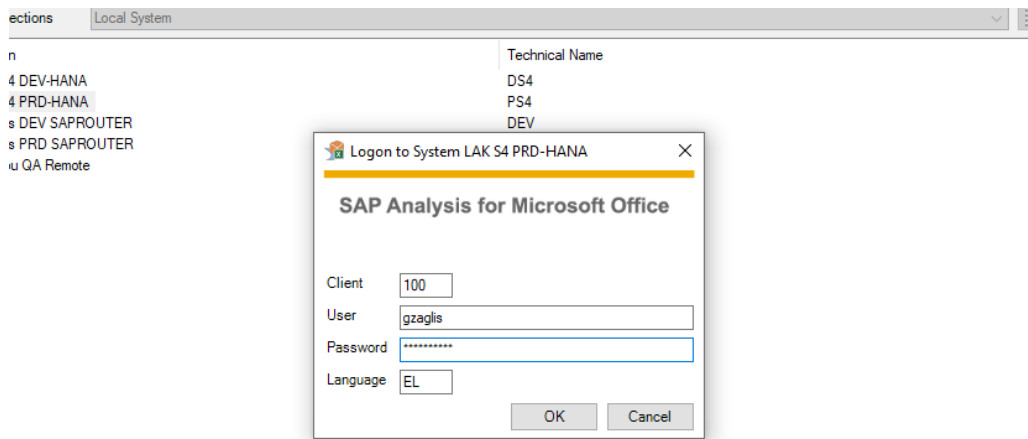 ections Local System
n Technical Name
4 DEV-HANA DS4
4 PRD-HANA PS4
s DEV SAPROUTER DEV
s PRD SAPROUTER
u QA Remote
Logon to System LAK S4 PRD-HANA
SAP Analysis for Microsoft Office
Client 100
User gzaglis
Password **********
Language EL
OK Cancel